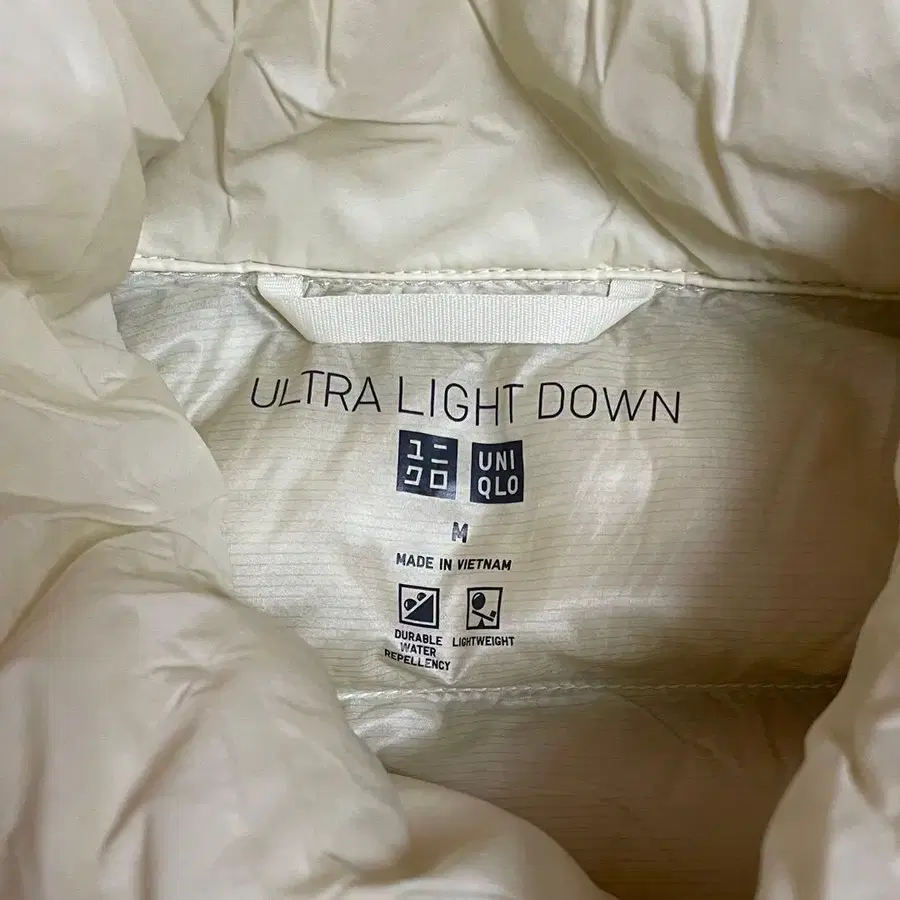 ULTRA LIGHT DOWN
ユニ
クロ
UNI
QLO
M
MADE IN VIETNAM
DURABLE
WATER
REPELLENCY
LIGHTWEIGHT